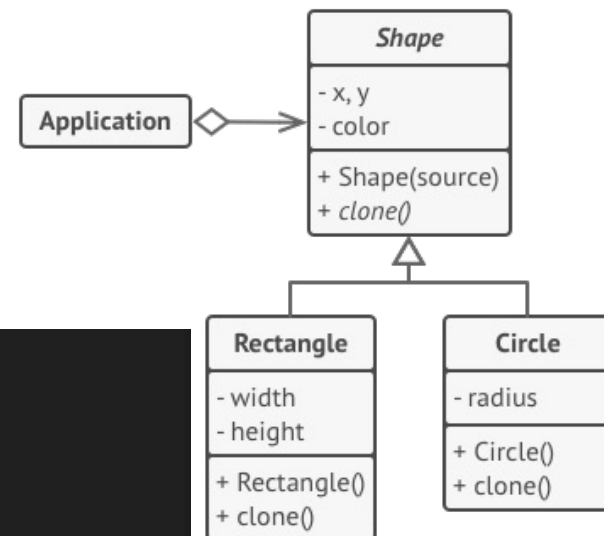 Shape
- x, y
- color
+ Shape(source)
+ clone()
Application
Rectangle
- width
- height
+ Rectangle()
+ clone()
Circle
- radius
+ Circle()
+ clone()